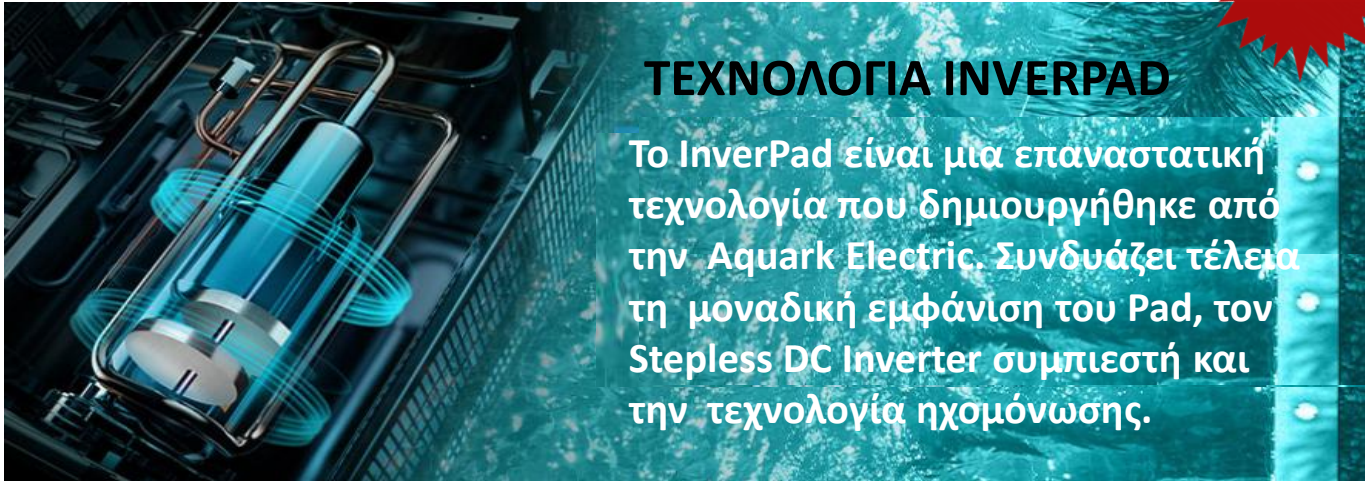 ΤΕΧΝΟΛΟΓΙΑ INVERPAD
Το InverPad είναι μια επαναστατική
τεχνολογία που δημιουργήθηκε από
την Aquark Electric. Συνδυάζει τέλεια
τη μοναδική εμφάνιση του Pad, τον
Stepless DC Inverter συμπιεστή και
την τεχνολογία ηχομόνωσης.